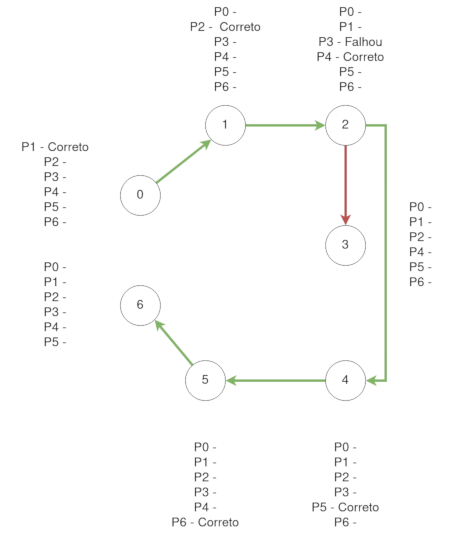 P0 -
P2 - Correto
P3 -
P4 -
P5 -
P6 -
P0 -
P1 -
P3 - Falhou
P4 - Correto
P5 -
P6 -
1
2
P1 - Correto
P2 -
P3 -
P4 -
P5 -
P6 -
0
3
P0 -
P1 -
P2 -
P4 -
P5 -
P6 -
P0 -
P1 -
P2 -
P3 -
P4 -
P5 -
6
5
4
P0 -
P1 -
P2 -
P3 -
P4 -
P6 - Correto
P0 -
P1 -
P2 -
P3 -
P5 - Correto
P6 -